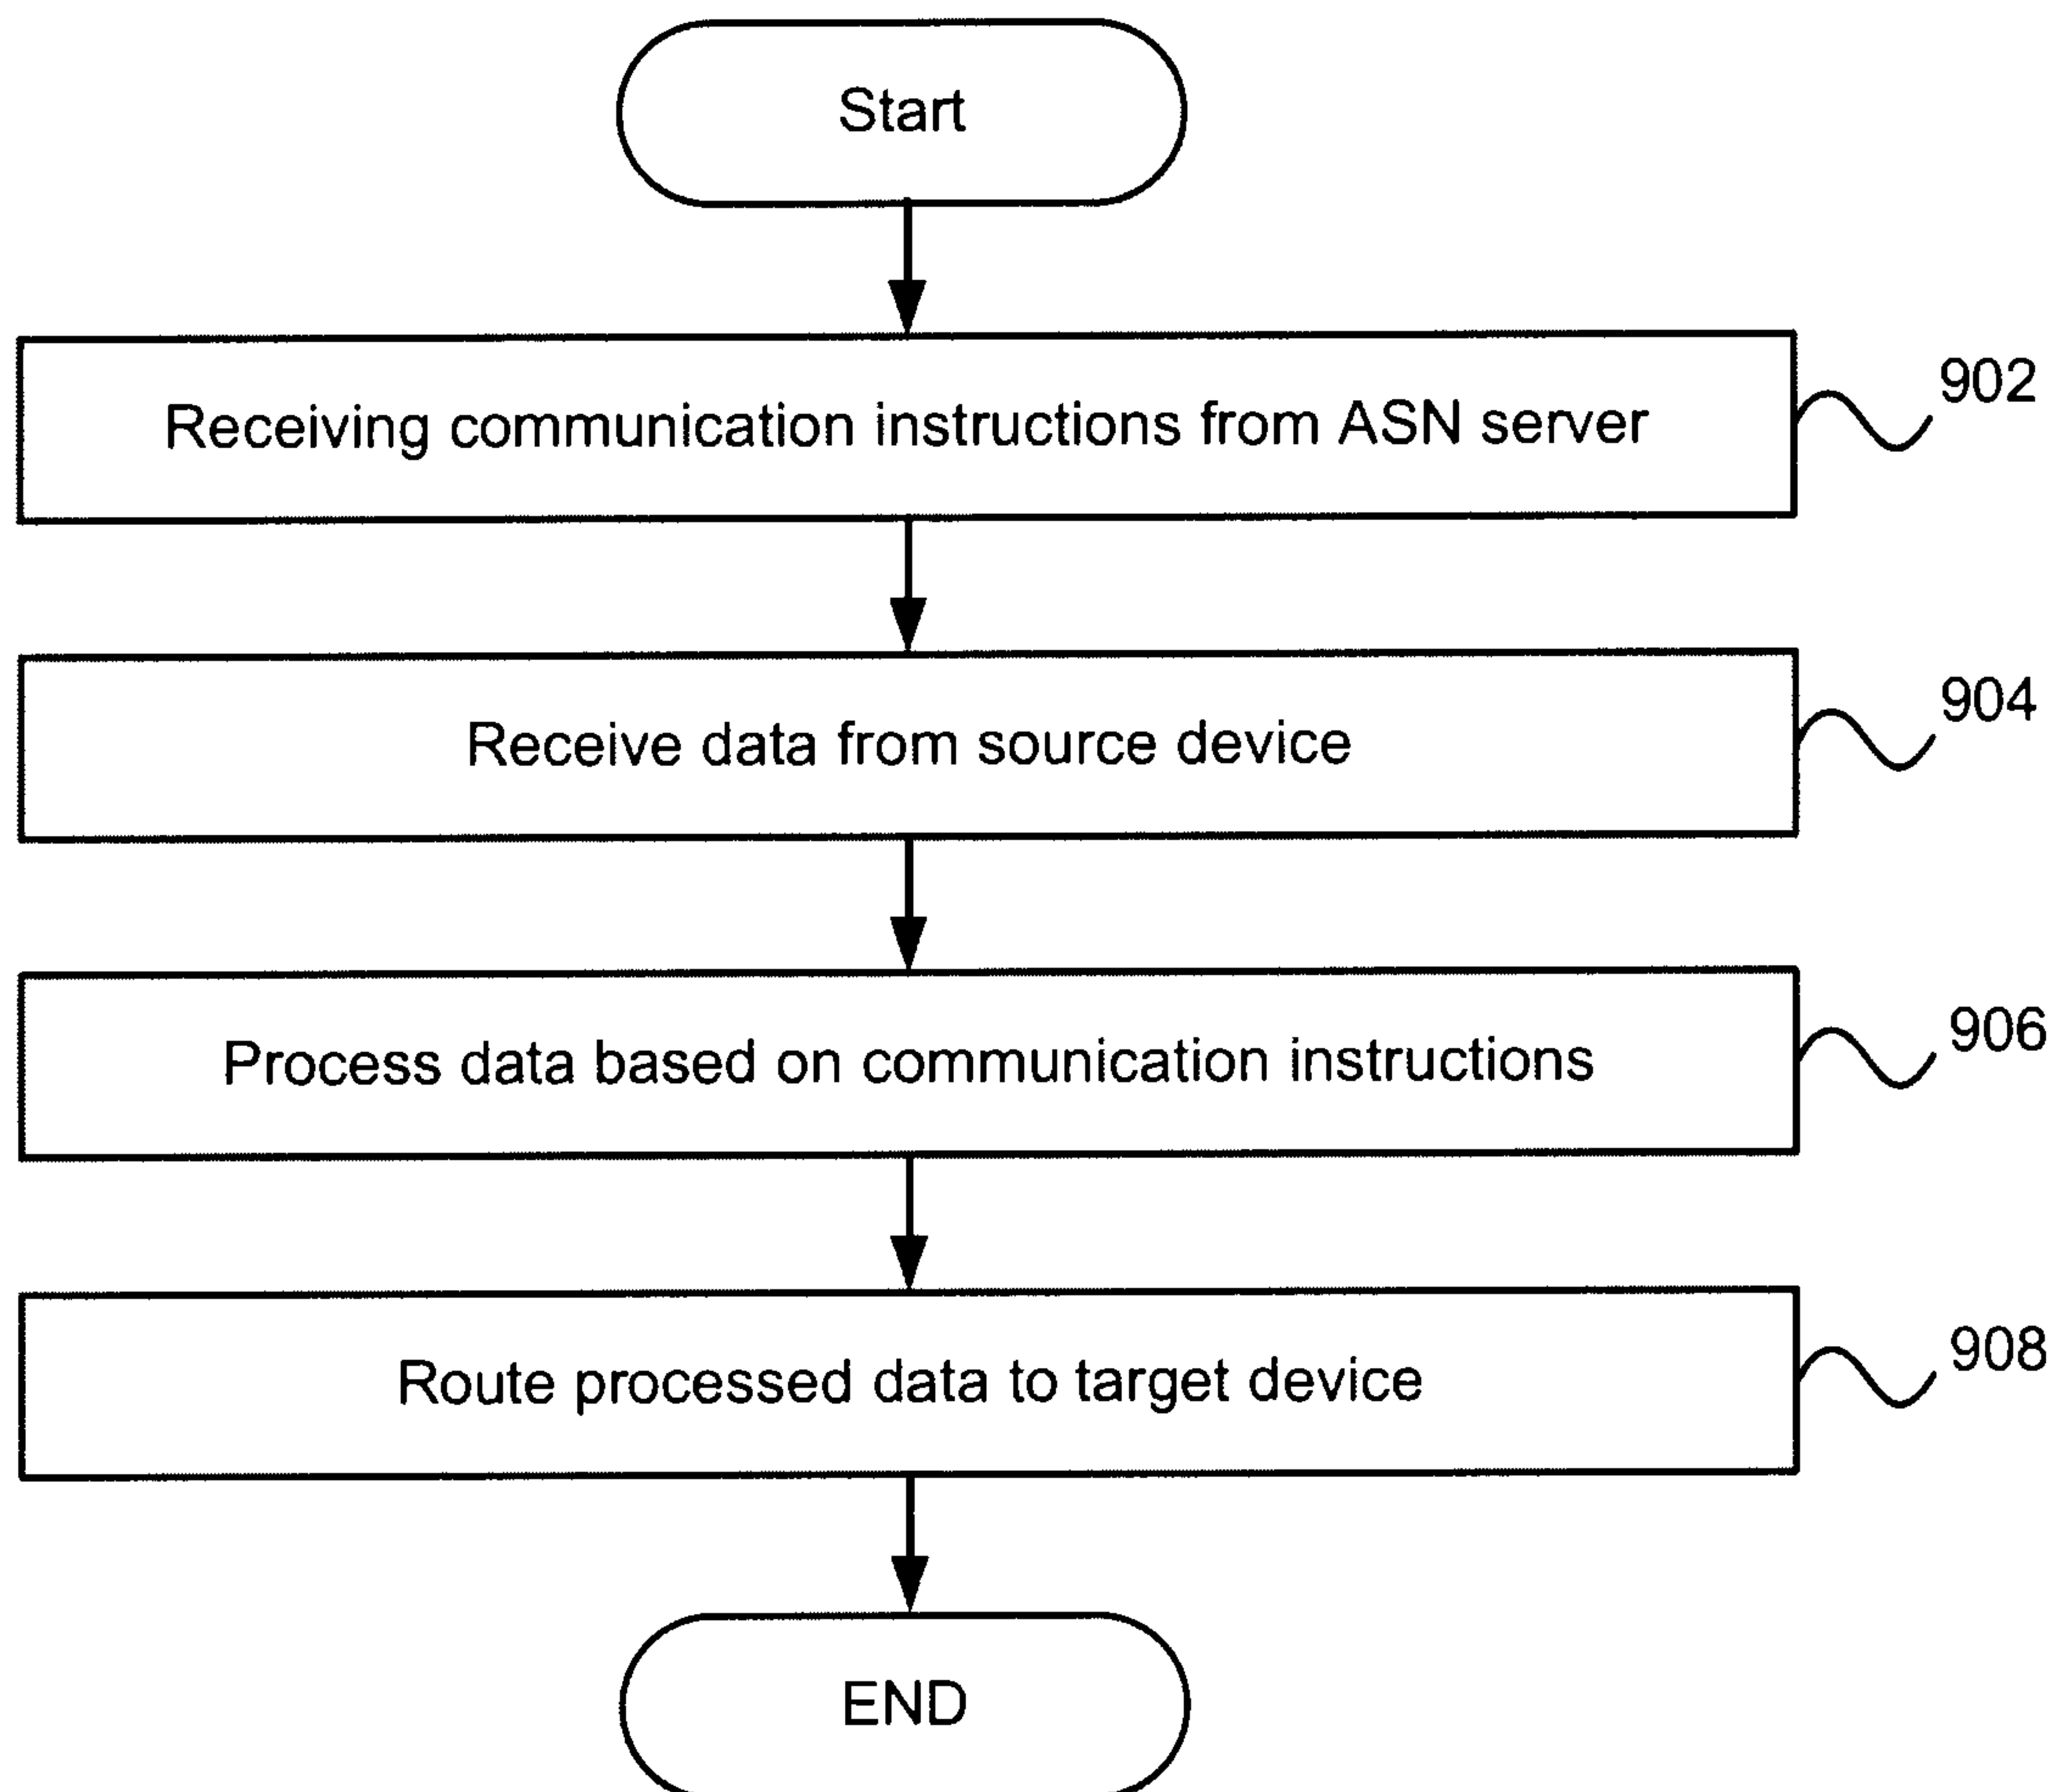 Start
Receiving communication instructions from ASN server
902
Receive data from source device
904
Process data based on communication instructions
906
Route processed data to target device
908
END